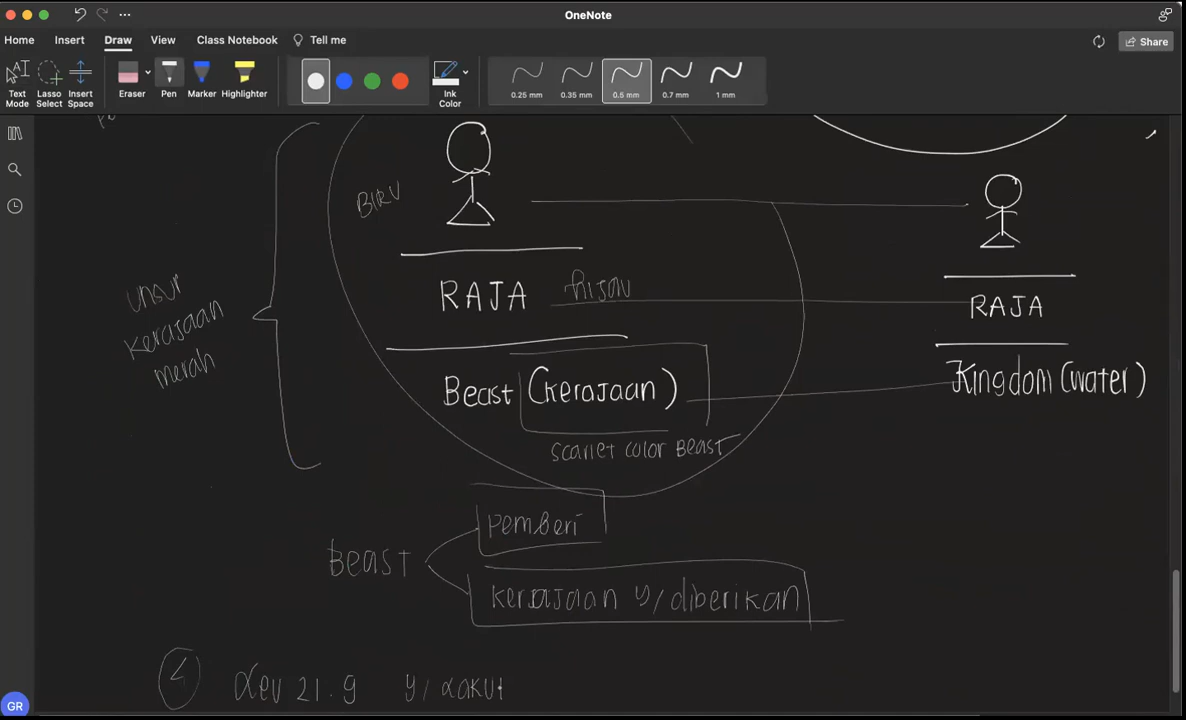 OneNote
Home Insert Draw View Class Notebook Tell me
Share
Text Mode
Lasso Select
Insert Space
Eraser
Pen
Marker
Highlighter
Ink Color
0.25 mm
0.35 mm
0.5 mm
0.7 mm
1 mm
BIRU
unsur
kerajaan
merah
RAJA
RAJA
Beast (kerajaan)
Kingdom (water)
scarlet color BEAST
pemberi
BEAST
kerajaan y/diberikan
4 Lev 21.9 y/
GR